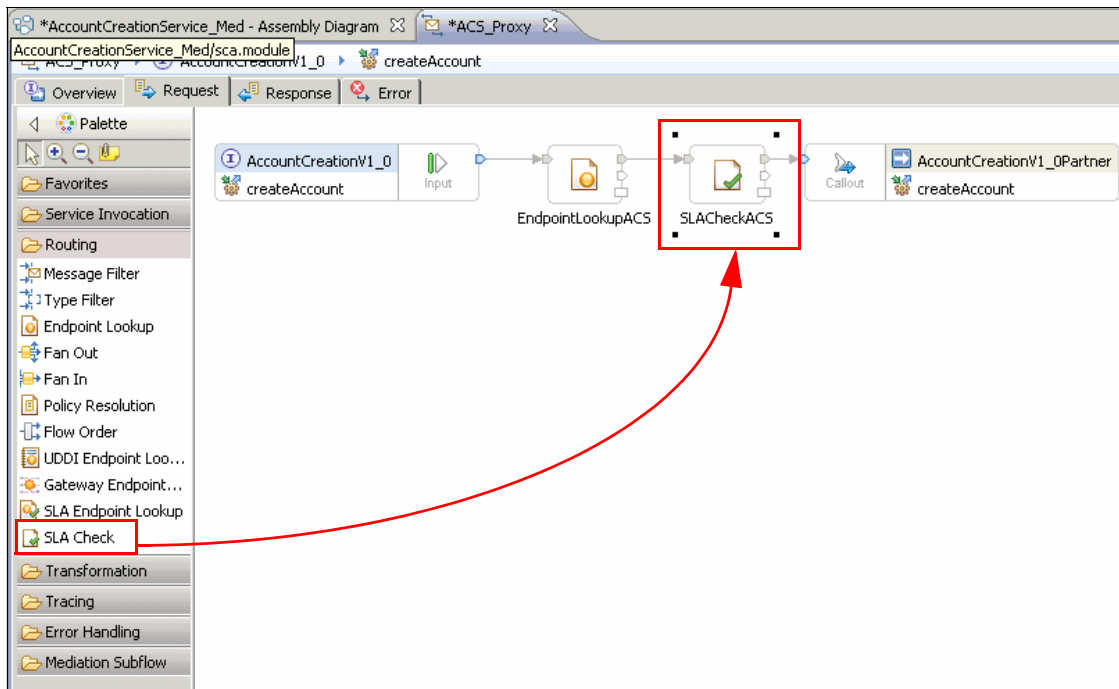 *AccountCreationService_Med - Assembly Diagram
*ACS_Proxy
AccountCreationService_Med/sca.module
ACS_Proxy
AccountCreationV1_0
createAccount
Overview
Request
Response
Error
Palette
Favorites
Service Invocation
Routing
Message Filter
Type Filter
Endpoint Lookup
Fan Out
Fan In
Policy Resolution
Flow Order
UDDI Endpoint Loo...
Gateway Endpoint...
SLA Endpoint Lookup
SLA Check
Transformation
Tracing
Error Handling
Mediation Subflow
AccountCreationV1_0
createAccount
Input
EndpointLookupACS
SLACheckACS
Callout
AccountCreationV1_0Partner
createAccount